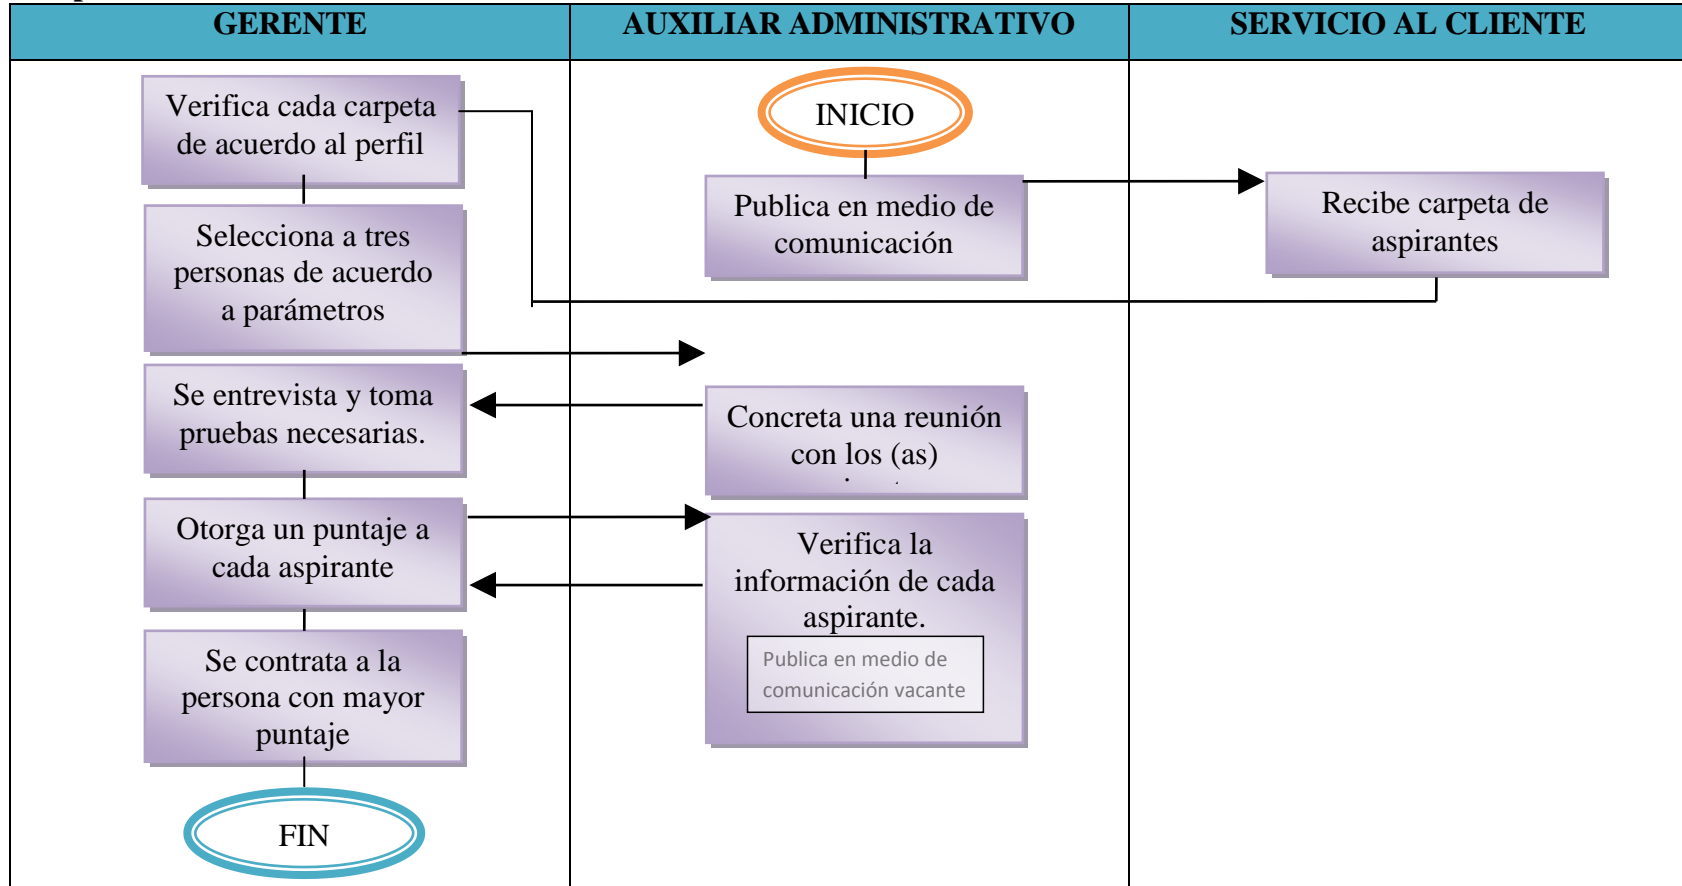 GERENTE
AUXILIAR ADMINISTRATIVO
SERVICIO AL CLIENTE
Verifica cada carpeta
de acuerdo al perfil
Selecciona a tres
personas de acuerdo
a parámetros
Se entrevista y toma
pruebas necesarias.
Otorga un puntaje a
cada aspirante
Se contrata a la
persona con mayor
puntaje
FIN
INICIO
Publica en medio de
comunicación
Concreta una reunión
con los (as)
Verifica la
información de cada
aspirante.
Publica en medio de
comunicación vacante
Recibe carpeta de
aspirantes